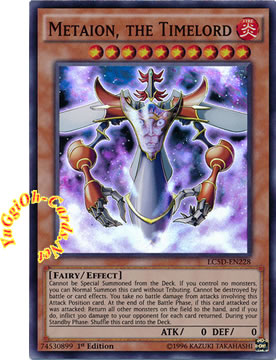 METAION, THE TIMELORD
YuGgiOh-Cards.Net
LC5D-EN228
[FAIRY/EFFECT]
Cannot be Special Summoned from the Deck. If you control no monsters,
you can Normal Summon this card without Tributing. Cannot be destroyed
by battle or card effects. You take no battle damage from attacks involving this
Attack Position card. At the end of the Battle Phase, if this card attacked or
was attacked: Return all other monsters on the field to the hand, and if you
do, inflict 300 damage to your opponent for each card returned. During your
Standby Phase: Shuffle this card into the Deck.
ATK/ 0 DEF/ 0
74530899 1st Edition ©1996 KAZUKI TAKAHASHI